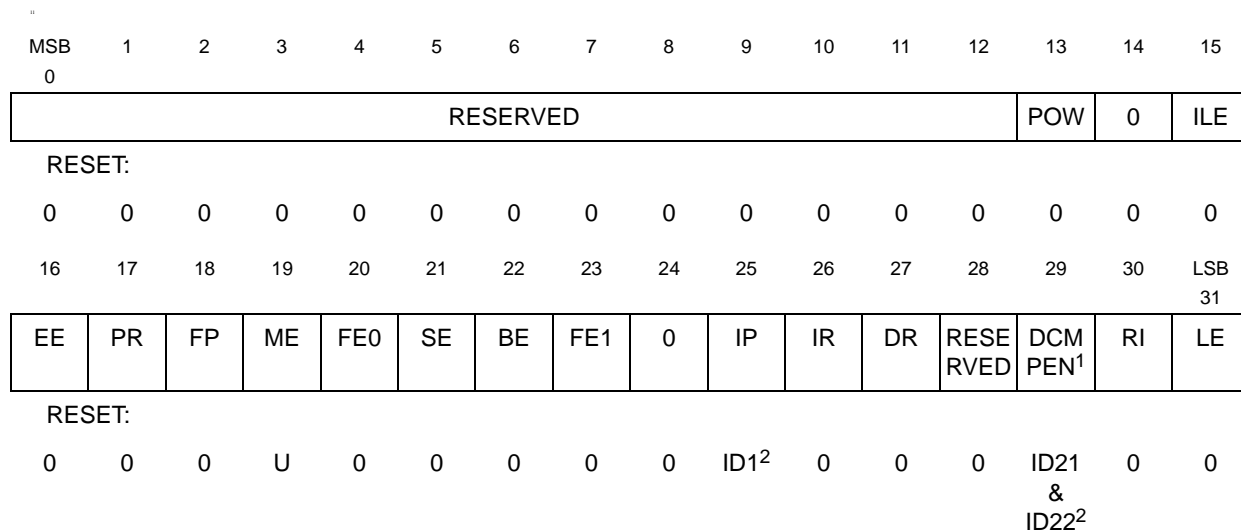 “
MSB 1 2 3 4 5 6 7 8 9 10 11 12 13 14 15
0
RESERVED POW 0 ILE
RESET:
0 0 0 0 0 0 0 0 0 0 0 0 0 0 0 0
16 17 18 19 20 21 22 23 24 25 26 27 28 29 30 LSB
31
EE PR FP ME FE0 SE BE FE1 0 IP IR DR RESE DCM RI LE
RVED PEN1
RESET:
0 0 0 U 0 0 0 0 0 ID12 0 0 0 ID21 0 0
&
ID222